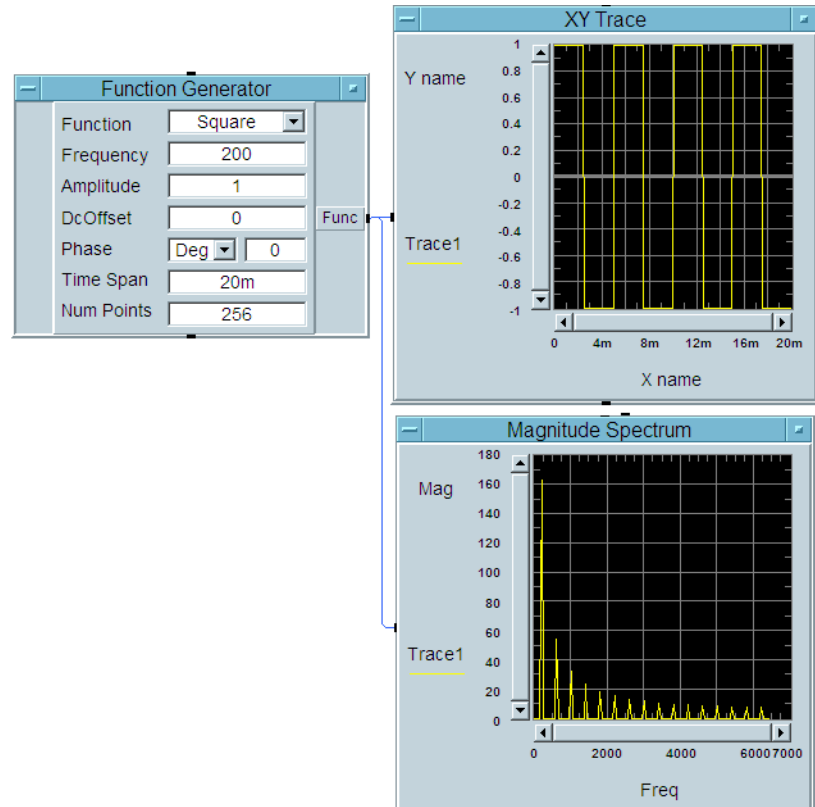 Function Generator
Function Square
Frequency 200
Amplitude 1
DcOffset 0
Phase Deg 0
Time Span 20m
Num Points 256
Func
XY Trace
Y name
Trace1
1
0.8
0.6
0.4
0.2
0
-0.2
-0.4
-0.6
-0.8
-1
0 4m 8m 12m 16m 20m
X name
Magnitude Spectrum
Mag
Trace1
180
160
140
120
100
80
60
40
20
0
0 2000 4000 6000 7000
Freq